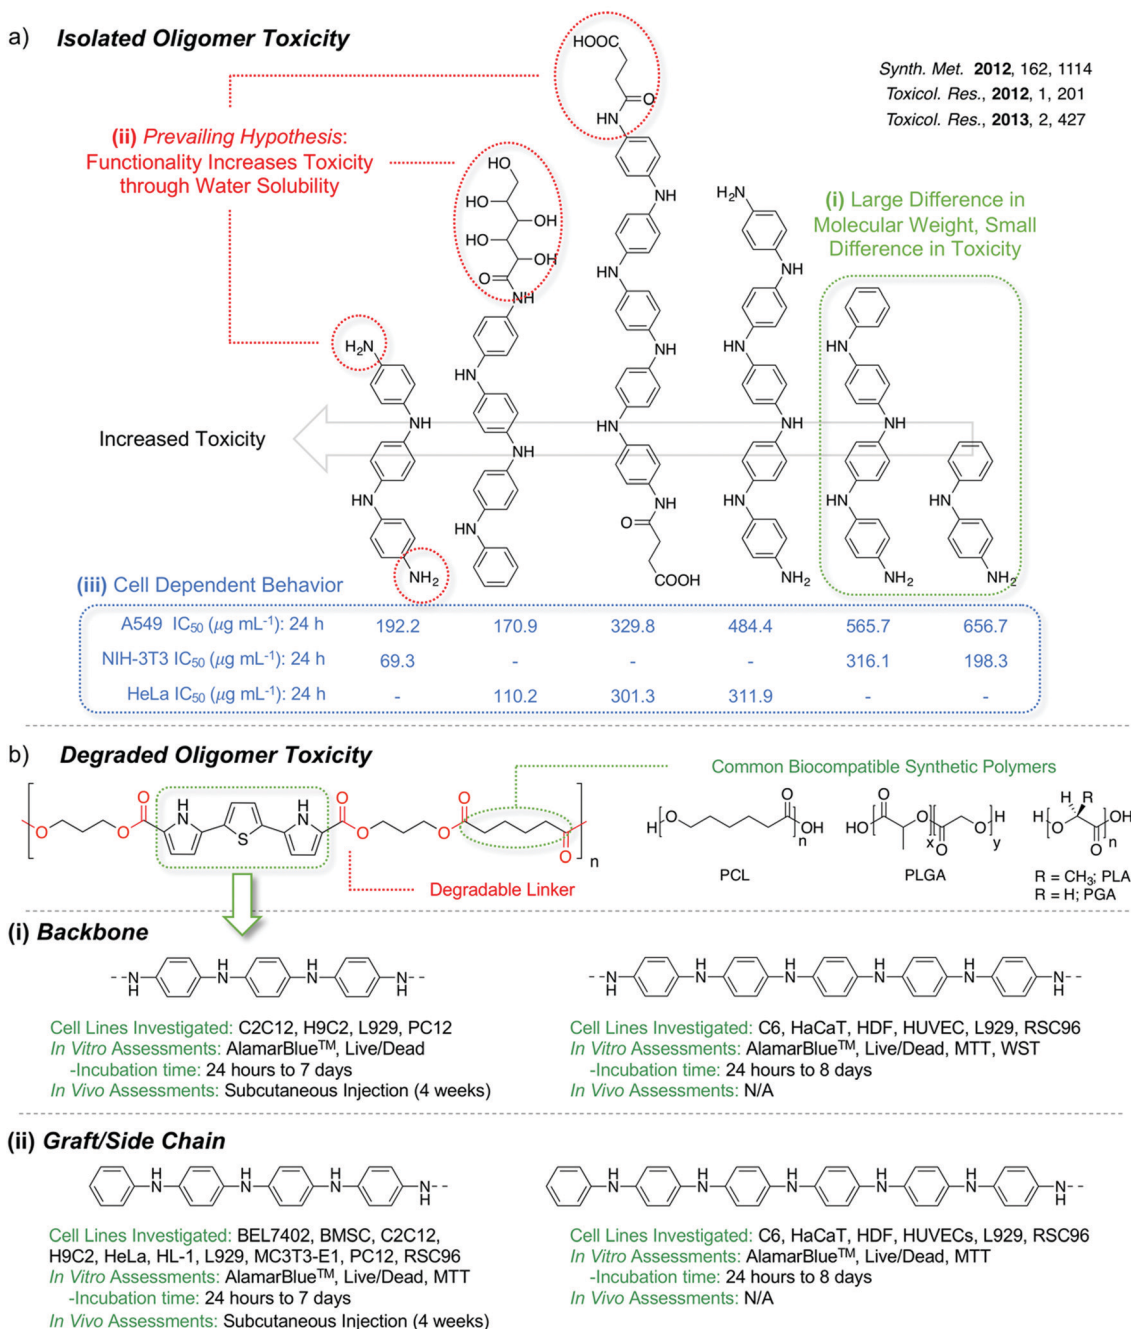 a) Isolated Oligomer Toxicity
Synth. Met. 2012, 162, 1114
Toxicol. Res., 2012, 1, 201
Toxicol. Res., 2013, 2, 427
(ii) Prevailing Hypothesis:
Functionality Increases Toxicity
through Water Solubility
(i) Large Difference in
Molecular Weight, Small
Difference in Toxicity
HOOC
O
HN
NH
HN
NH
HN
HN
NH
O
COOH
HO
OH
HO
OH
HO
OH
O
NH
HN
NH
HN
H₂N
NH
HN
NH₂
H₂N
NH
HN
NH
HN
NH₂
HN
NH
HN
NH₂
HN
NH₂
Increased Toxicity
(iii) Cell Dependent Behavior
A549 IC₅₀ (μg mL⁻¹): 24 h 192.2 170.9 329.8 484.4 565.7 656.7
NIH-3T3 IC₅₀ (μg mL⁻¹): 24 h 69.3 - - - 316.1 198.3
HeLa IC₅₀ (μg mL⁻¹): 24 h - 110.2 301.3 311.9 - -
b) Degraded Oligomer Toxicity
Common Biocompatible Synthetic Polymers
O O H N S H N O O O O O O n
Degradable Linker
H O O OH n
PCL
HO O O x O O H y
PLGA
H O H R O OH n
R = CH₃; PLA
R = H; PGA
(i) Backbone
N H H N H N N H
Cell Lines Investigated: C2C12, H9C2, L929, PC12
In Vitro Assessments: AlamarBlue™, Live/Dead
-Incubation time: 24 hours to 7 days
In Vivo Assessments: Subcutaneous Injection (4 weeks)
N H H N H N H N H N N H
Cell Lines Investigated: C6, HaCaT, HDF, HUVEC, L929, RSC96
In Vitro Assessments: AlamarBlue™, Live/Dead, MTT, WST
-Incubation time: 24 hours to 8 days
In Vivo Assessments: N/A
(ii) Graft/Side Chain
H N H N H N N H
Cell Lines Investigated: BEL7402, BMSC, C2C12,
H9C2, HeLa, HL-1, L929, MC3T3-E1, PC12, RSC96
In Vitro Assessments: AlamarBlue™, Live/Dead, MTT
-Incubation time: 24 hours to 7 days
In Vivo Assessments: Subcutaneous Injection (4 weeks)
H N H N H N H N H N N H
Cell Lines Investigated: C6, HaCaT, HDF, HUVECs, L929, RSC96
In Vitro Assessments: AlamarBlue™, Live/Dead, MTT
-Incubation time: 24 hours to 8 days
In Vivo Assessments: N/A